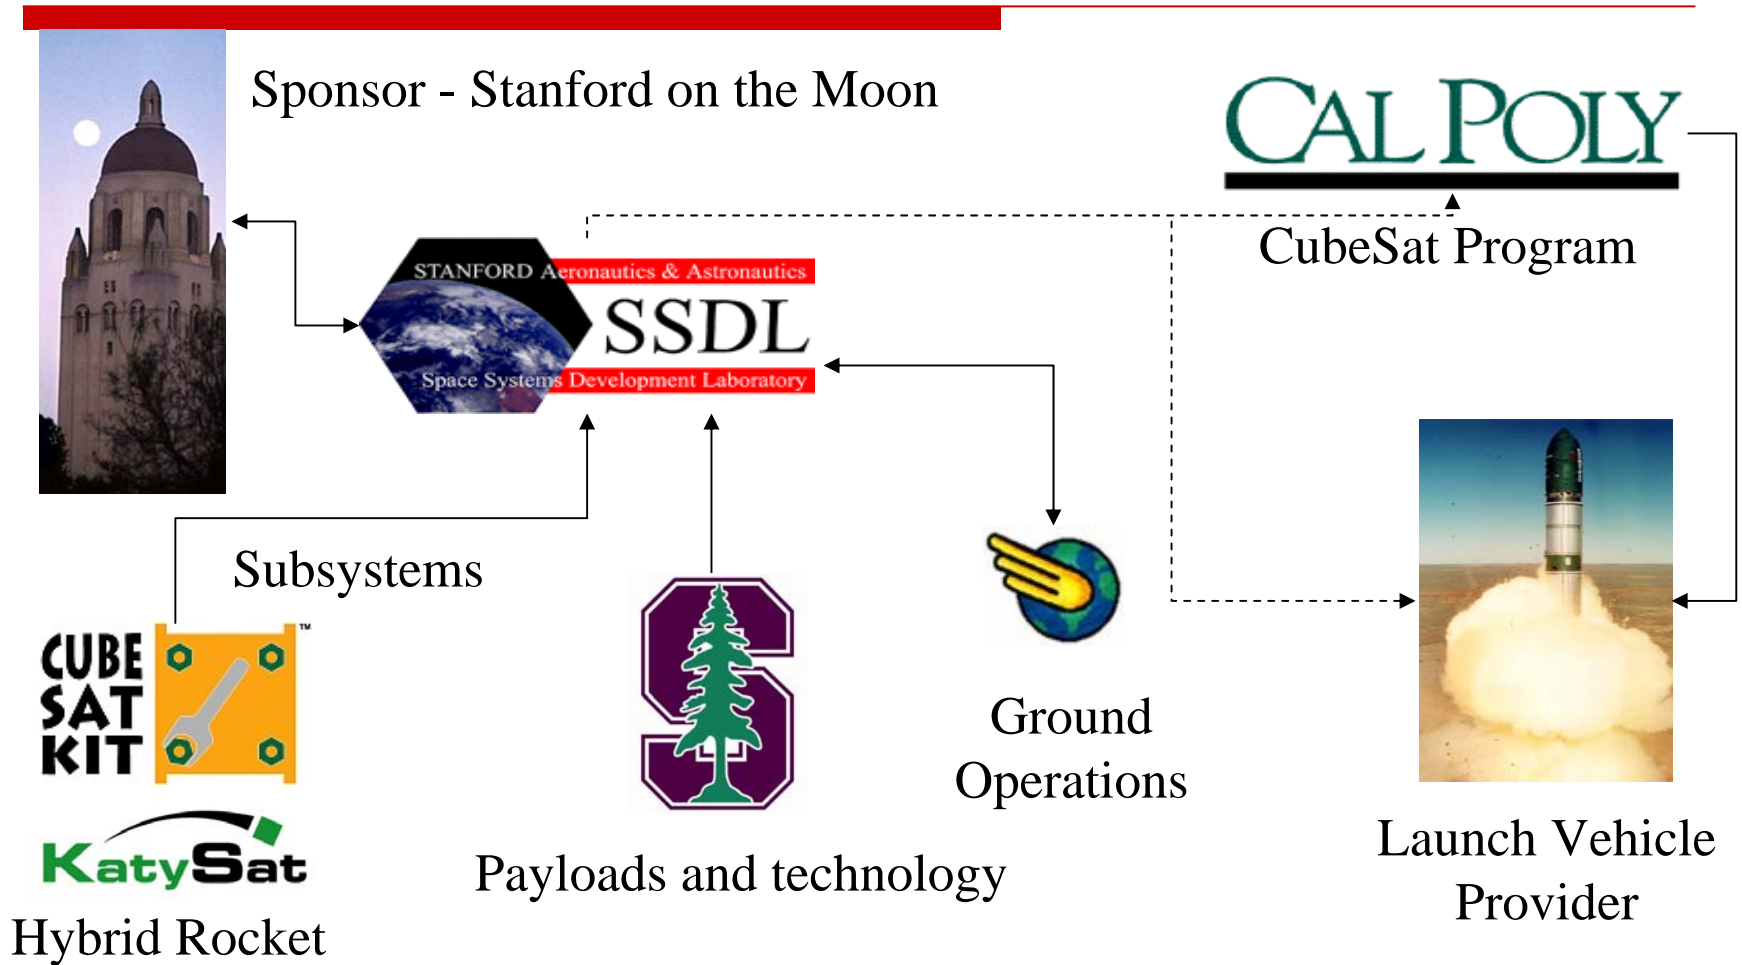 Sponsor - Stanford on the Moon
CAL POLY
CubeSat Program
STANFORD Aeronautics & Astronautics
SSDL
Space Systems Development Laboratory
Subsystems
CUBE
SAT
KIT
TM
S
Ground
Operations
KatySat
Hybrid Rocket
Payloads and technology
Launch Vehicle
Provider